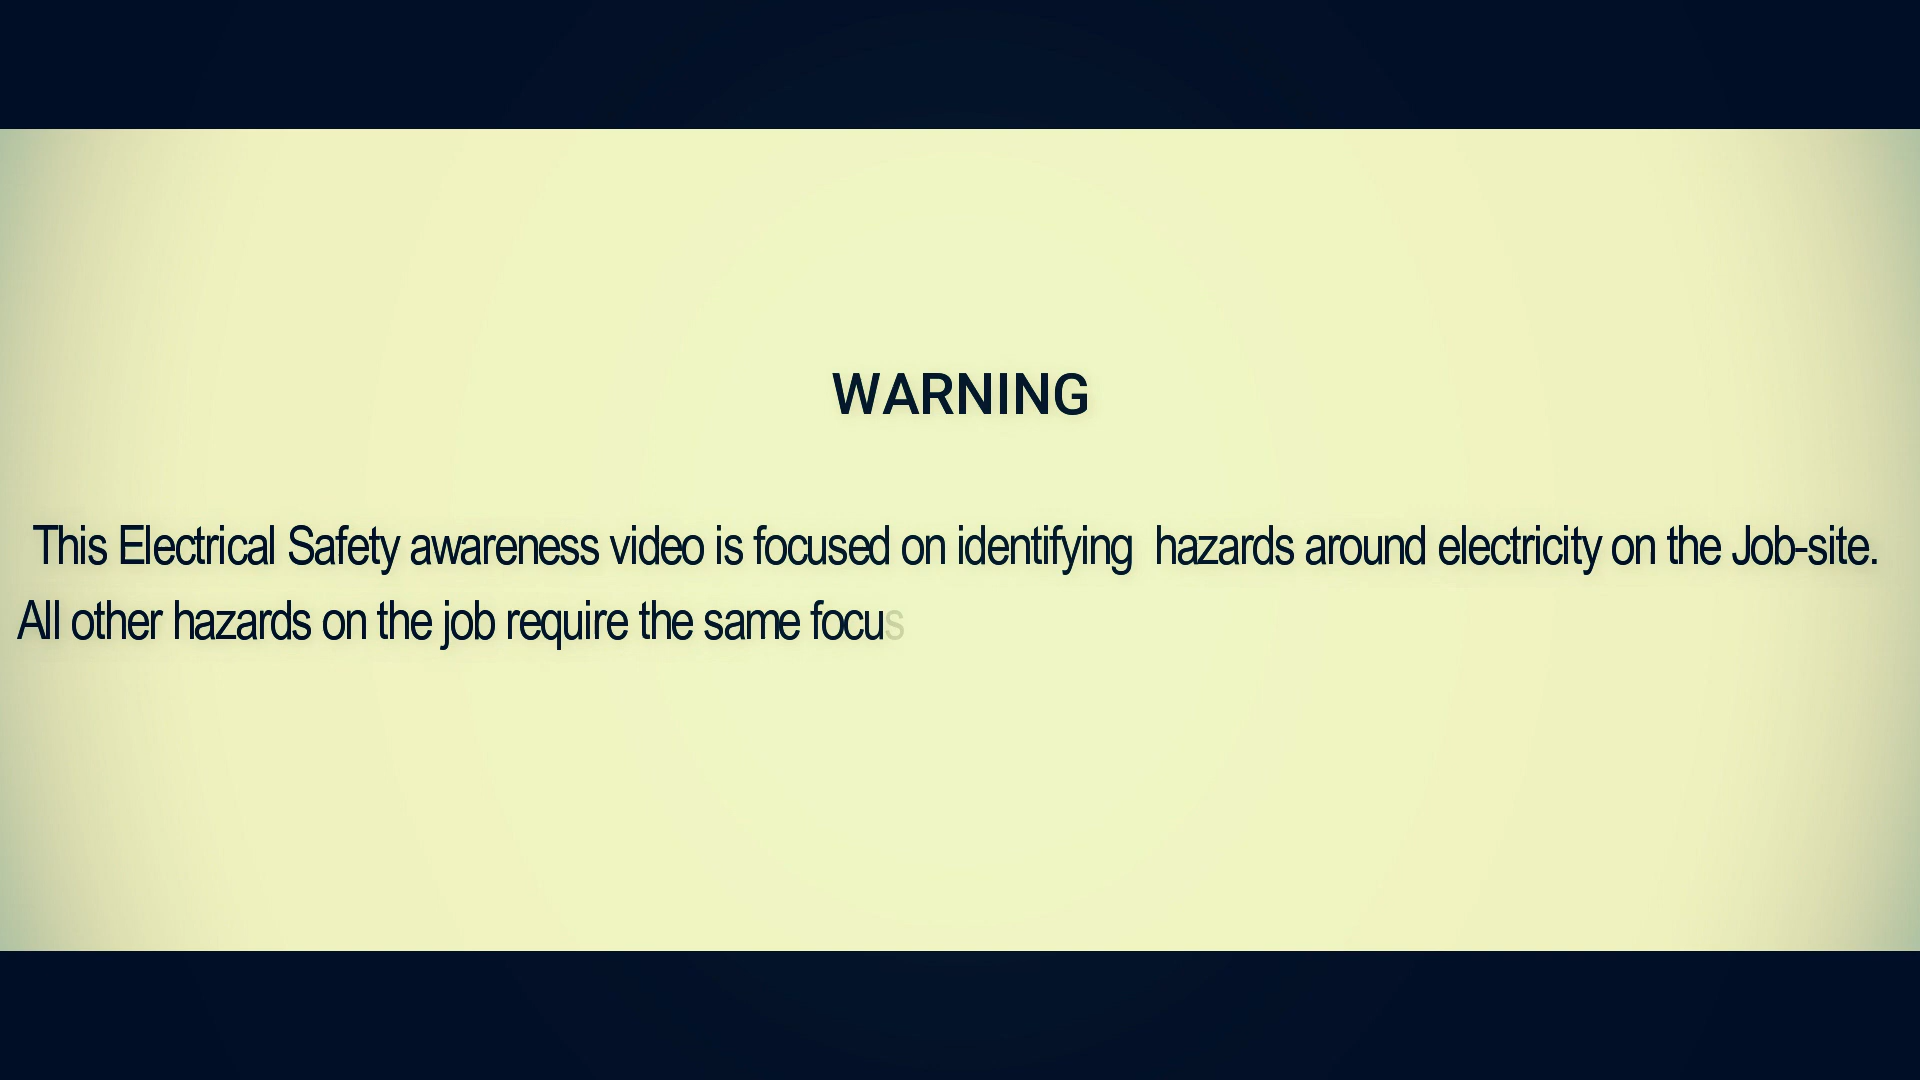 WARNING
This Electrical Safety awareness video is focused on identifying  hazards around electricity on the Job-site.
All other hazards on the job require the same focus